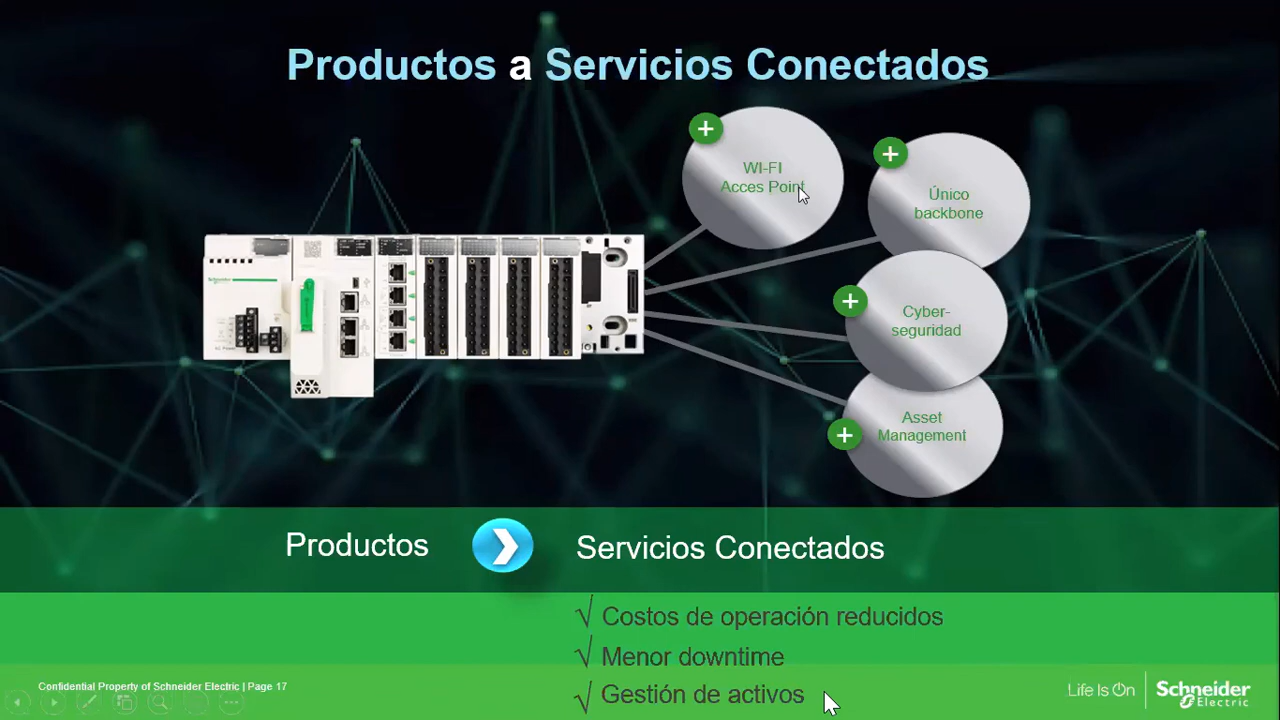 Productos a Servicios Conectados
WI-FI
Acces Point
Único
backbone
Cyber-
seguridad
Asset
Management
Schneider
Productos
Servicios Conectados
√ Costos de operación reducidos
√ Menor downtime
√ Gestión de activos
Confidential Property of Schneider Electric | Page 17
Life Is On
Schneider
Electric